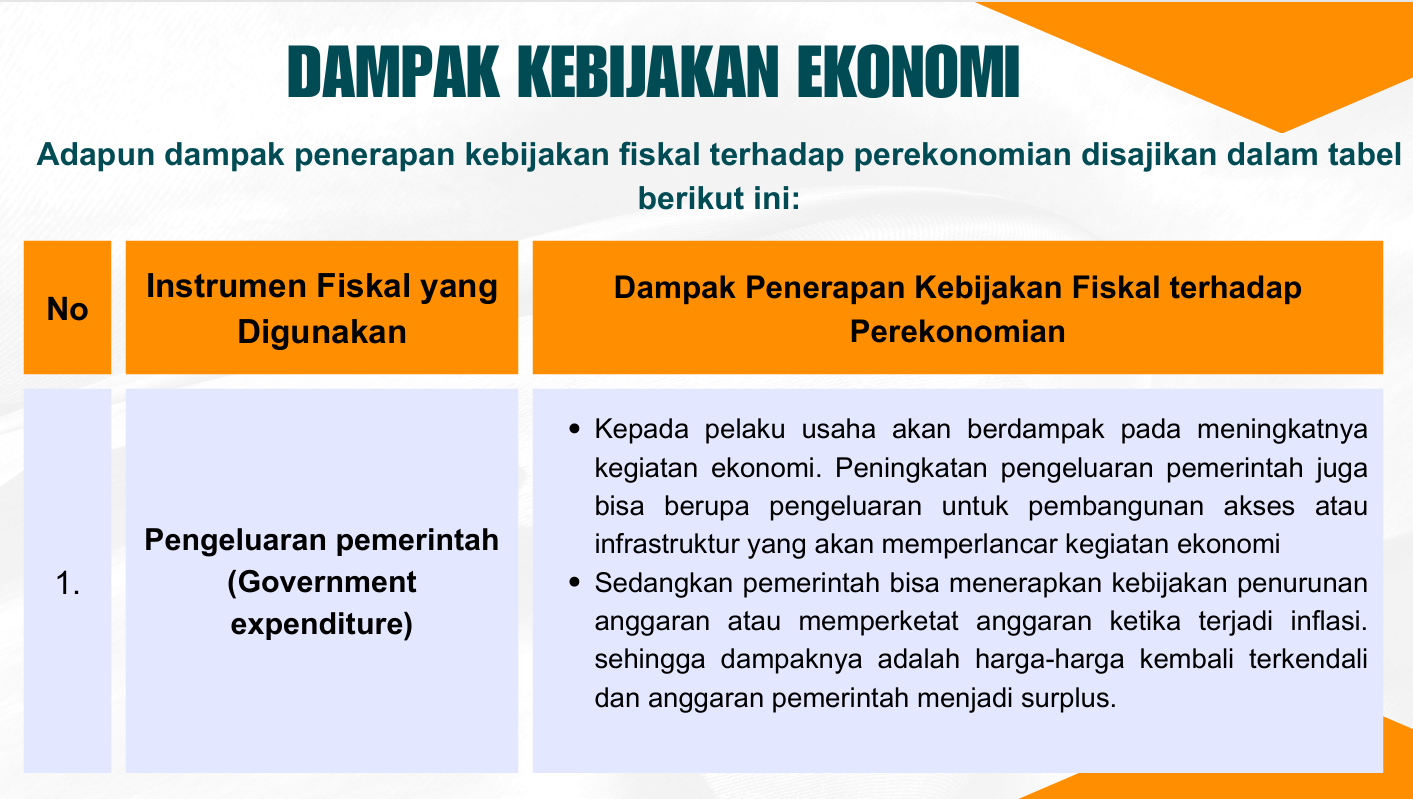 DAMPAK KEBIJAKAN EKONOMI
Adapun dampak penerapan kebijakan fiskal terhadap perekonomian disajikan dalam tabel
berikut ini:
No
Instrumen Fiskal yang
Digunakan
Dampak Penerapan Kebijakan Fiskal terhadap
Perekonomian
1.
Pengeluaran pemerintah
(Government
expenditure)
• Kepada pelaku usaha akan berdampak pada meningkatnya
kegiatan ekonomi. Peningkatan pengeluaran pemerintah juga
bisa berupa pengeluaran untuk pembangunan akses atau
infrastruktur yang akan memperlancar kegiatan ekonomi
• Sedangkan pemerintah bisa menerapkan kebijakan penurunan
anggaran atau memperketat anggaran ketika terjadi inflasi.
sehingga dampaknya adalah harga-harga kembali terkendali
dan anggaran pemerintah menjadi surplus.